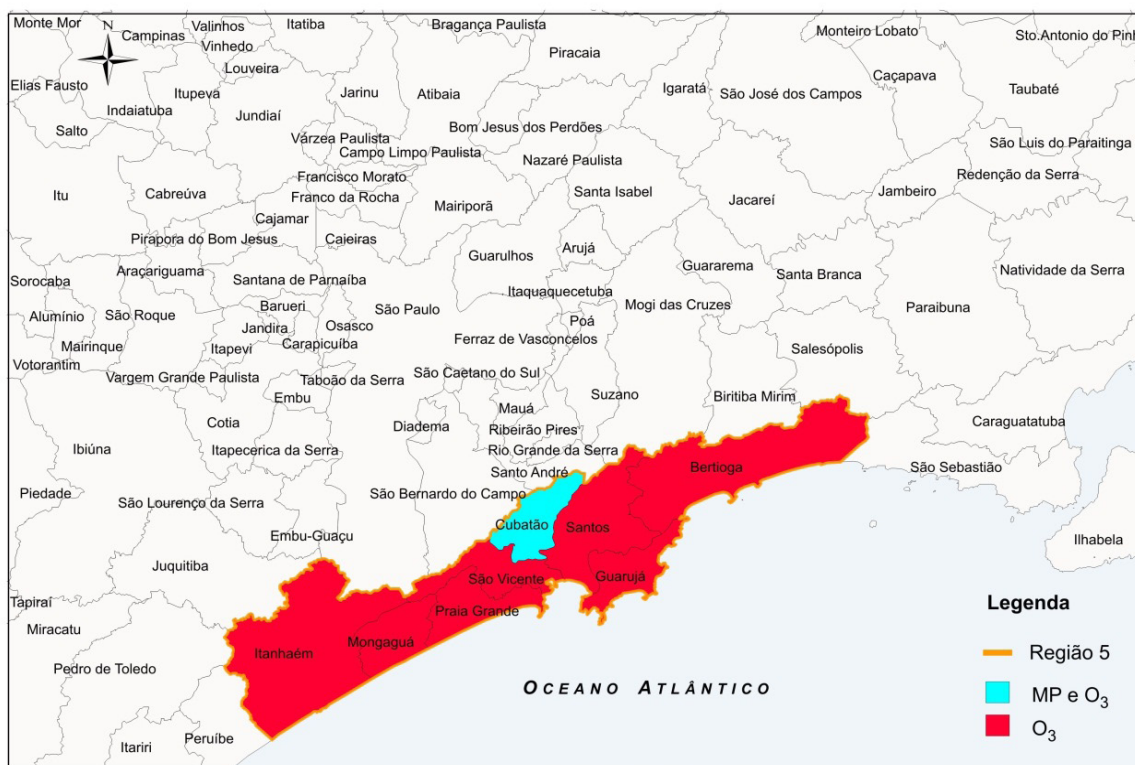 Monte Mor
Valinhos
Itatiba
Bragança Paulista
Monteiro Lobato
Sto.Antonio do Pinh
N
Campinas
Vinhedo
Piracaia
Louveira
Caçapava
Elias Fausto
Itupeva
Jarinu
Atibaia
Igaratá
São José dos Campos
Taubaté
Indaiatuba
Jundiaí
Salto
Várzea Paulista
Bom Jesus dos Perdões
São Luis do Paraitinga
Campo Limpo Paulista
Nazaré Paulista
Francisco Morato
Redenção da Serra
Itu
Cabreúva
Franco da Rocha
Santa Isabel
Jambeiro
Mairiporã
Jacareí
Cajamar
Pirapora do Bom Jesus
Caieiras
Guarulhos
Arujá
Guararema
Sorocaba
Araçariguama
Santana de Parnaíba
Santa Branca
Natividade da Serra
Itaquaquecetuba
Alumínio
São Roque
Barueri
São Paulo
Mogi das Cruzes
Paraibuna
Jandira
Osasco
Poá
Mairinque
Itapevi
Carapicuíba
Ferraz de Vasconcelos
Salesópolis
Votorantim
Vargem Grande Paulista
Taboão da Serra
São Caetano do Sul
Embu
Suzano
Biritiba Mirim
Mauá
Cotia
Diadema
Ribeirão Pires
Caraguatatuba
Ibiúna
Itapecerica da Serra
Rio Grande da Serra
Santo André
Bertioga
São Sebastião
Piedade
São Lourenço da Serra
São Bernardo do Campo
Cubatão
Santos
Embu-Guaçu
Ilhabela
Juquitiba
São Vicente
Guarujá
Tapiraí
Praia Grande
Miracatu
Mongaguá
Itanhaém
Pedro de Toledo
OCEANO ATLÂNTICO
Peruíbe
Itariri
Legenda
Região 5
MP e O3
O3